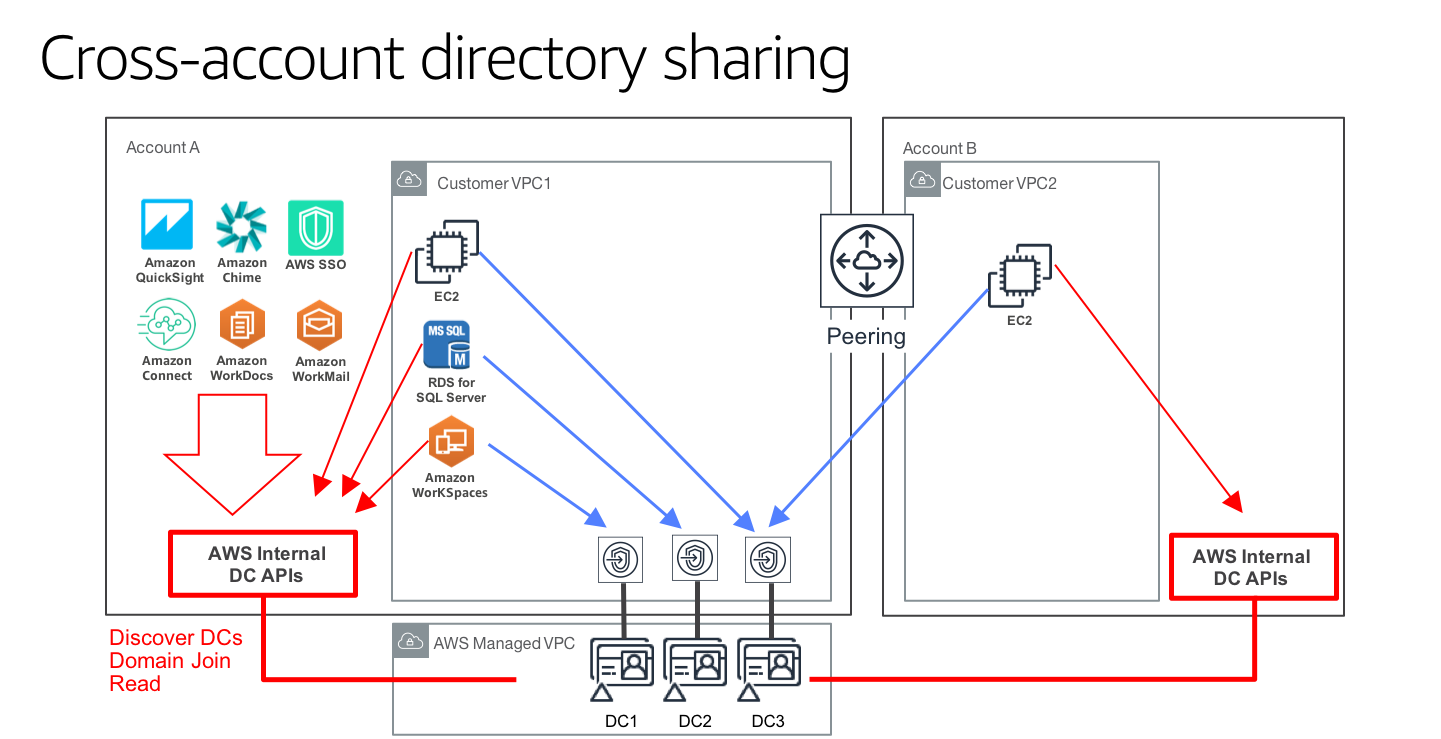 Cross-account directory sharing
Account A
Amazon
QuickSight
Amazon
Chime
AWS SSO
Amazon
Connect
Amazon
WorkDocs
Amazon
WorkMail
Customer VPC1
EC2
MS SQL
M
RDS for
SQL Server
Amazon
WorKSpaces
Peering
Account B
Customer VPC2
EC2
AWS Internal
DC APIs
AWS Internal
DC APIs
Discover DCs
Domain Join
Read
AWS Managed VPC
DC1
DC2
DC3